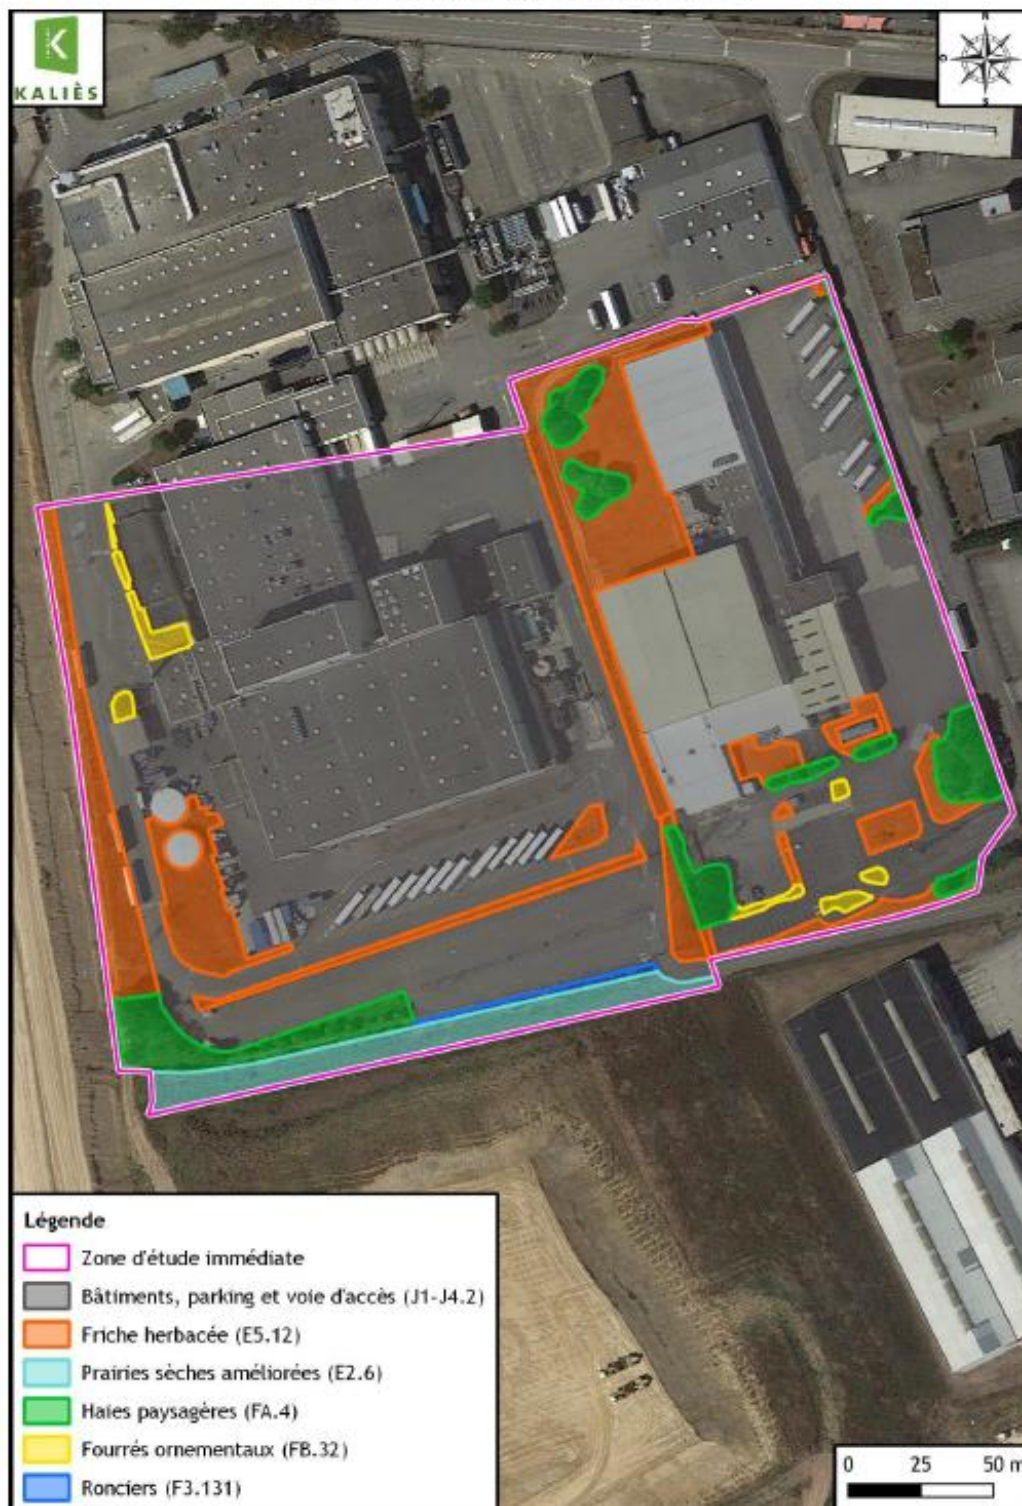 KALIÈS
N
O
S
Légende
Zone d'étude immédiate
Bâtiments, parking et voie d'accès (J1-J4.2)
Friche herbacée (E5.12)
Prairies sèches améliorées (E2.6)
Haies paysagères (FA.4)
Fourrés ornementaux (FB.32)
Ronciers (F3.131)
0 25 50 m